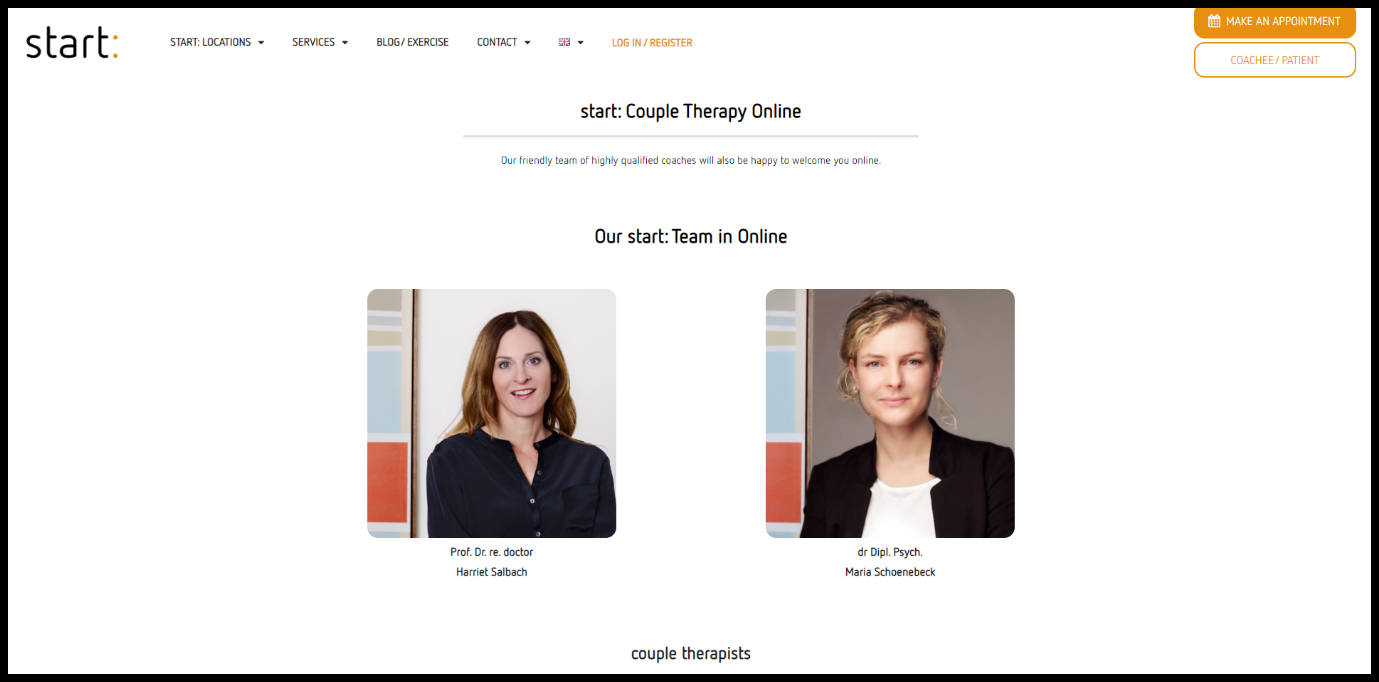 start:
START: LOCATIONS
SERVICES
BLOG / EXERCISE
CONTACT
LOG IN / REGISTER
MAKE AN APPOINTMENT
COACHEE / PATIENT
start: Couple Therapy Online
Our friendly team of highly qualified coaches will also be happy to welcome you online.
Our start: Team in Online
Prof. Dr. re. doctor
Harriet Salbach
dr Dipl. Psych.
Maria Schoenebeck
couple therapists